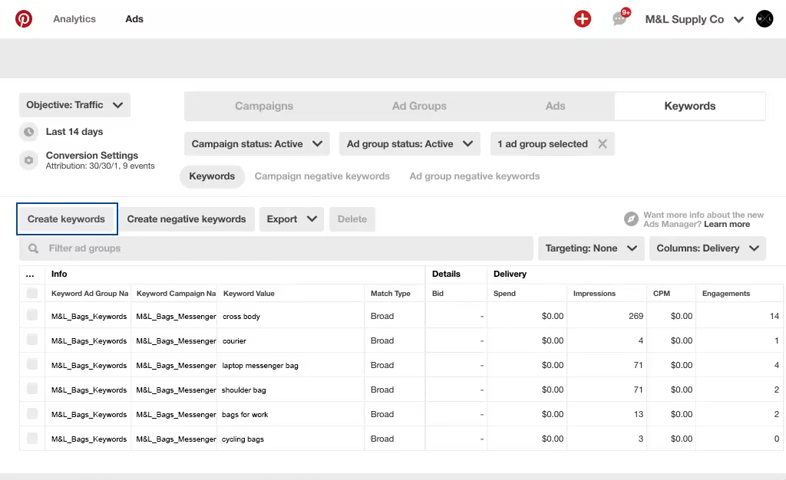 Analytics Ads 9+ M&L Supply Co
Objective: Traffic Campaigns Ad Groups Ads Keywords
Last 14 days Campaign status: Active Ad group status: Active 1 ad group selected
Conversion Settings
Attribution: 30/30/1, 9 events
Keywords Campaign negative keywords Ad group negative keywords
Create keywords Create negative keywords Export Delete
Want more info about the new
Ads Manager? Learn more
Filter ad groups Targeting: None Columns: Delivery
... Info Details Delivery
Keyword Ad Group Na Keyword Campaign Na Keyword Value Match Type Bid Spend Impressions CPM Engagements
M&L_Bags_Keywords M&L_Bags_Messenger cross body Broad - $0.00 269 $0.00 14
M&L_Bags_Keywords M&L_Bags_Messenger courier Broad - $0.00 4 $0.00 1
M&L_Bags_Keywords M&L_Bags_Messenger laptop messenger bag Broad - $0.00 71 $0.00 4
M&L_Bags_Keywords M&L_Bags_Messenger shoulder bag Broad - $0.00 71 $0.00 2
M&L_Bags_Keywords M&L_Bags_Messenger bags for work Broad - $0.00 13 $0.00 2
M&L_Bags_Keywords M&L_Bags_Messenger cycling bags Broad - $0.00 3 $0.00 0